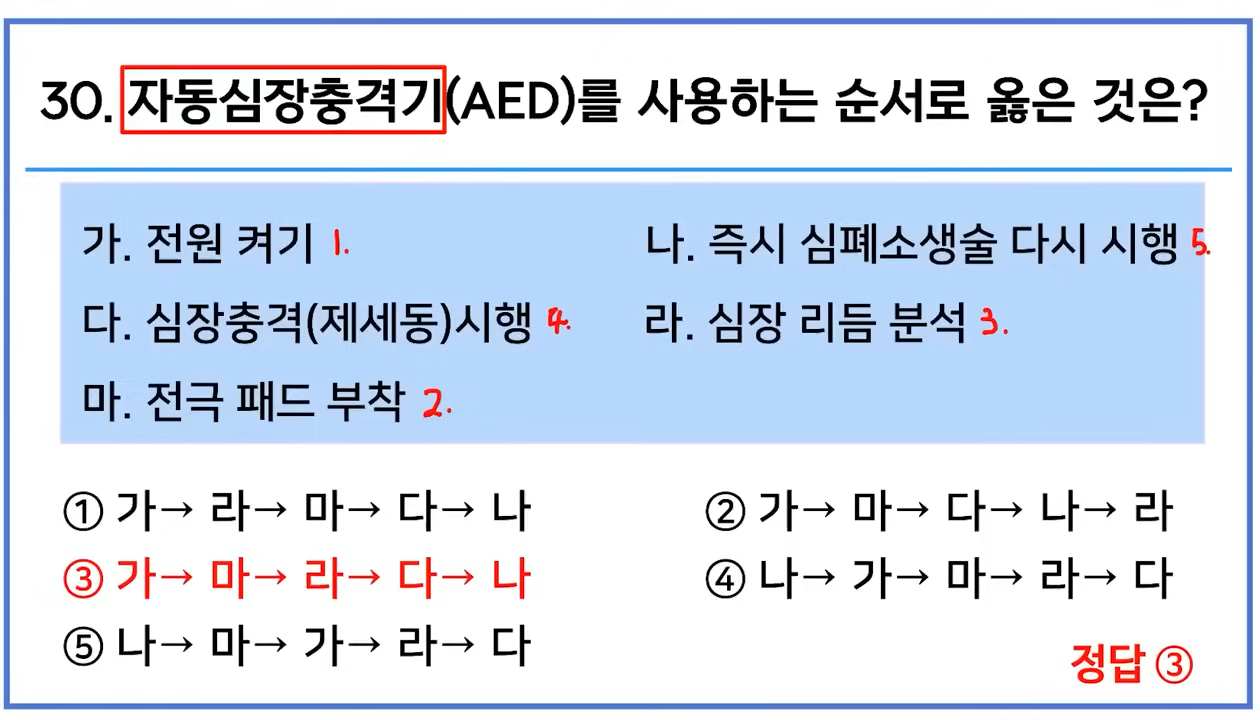 30. 자동심장충격기(AED)를 사용하는 순서로 옳은 것은?
가. 전원 켜기 1. 나. 즉시 심폐소생술 다시 시행 5.
다. 심장충격(제세동)시행 4. 라. 심장 리듬 분석 3.
마. 전극 패드 부착 2.
① 가→ 라→ 마→ 다→ 나 ② 가→ 마→ 다→ 나→ 라
③ 가→ 마→ 라→ 다→ 나 ④ 나→ 가→ 마→ 라→ 다
⑤ 나→ 마→ 가→ 라→ 다
정답 ③